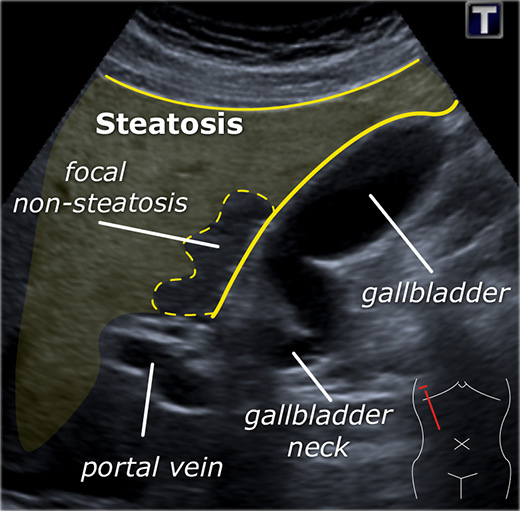 T
Steatosis
focal
non-steatosis
gallbladder
gallbladder
neck
portal vein